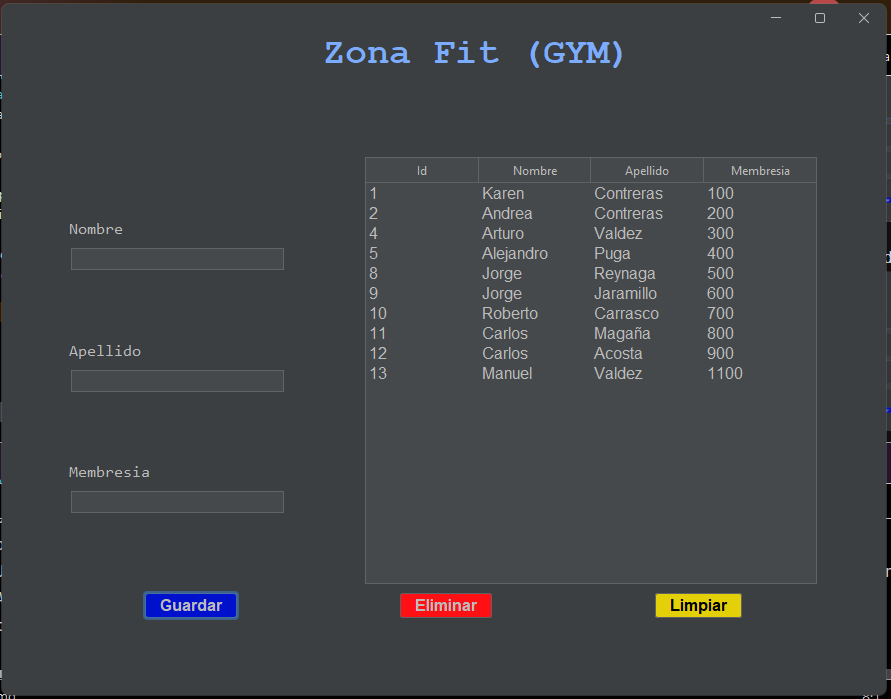 Zona Fit (GYM)
Id Nombre Apellido Membresia
1 Karen Contreras 100
2 Andrea Contreras 200
4 Arturo Valdez 300
5 Alejandro Puga 400
8 Jorge Reynaga 500
9 Jorge Jaramillo 600
10 Roberto Carrasco 700
11 Carlos Magaña 800
12 Carlos Acosta 900
13 Manuel Valdez 1100
Nombre
Apellido
Membresia
Guardar
Eliminar
Limpiar